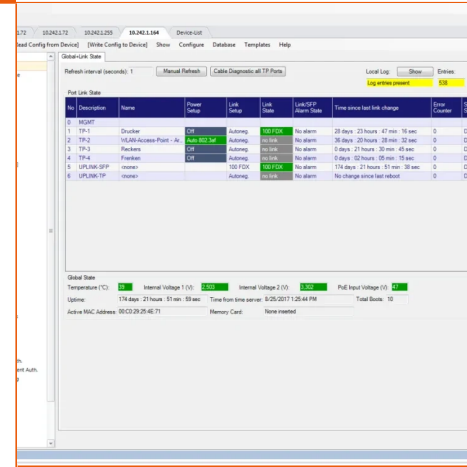 1.72 10.242.1.72 10.242.1.255 10.242.1.164 Device-List
ead Config from Device] [Write Config to Device] Show Configure Database Templates Help
Global+Link State
Refresh interval (seconds): 1 Manual Refresh Cable Diagnostic all TP Ports Local Log: Show Entries:
Log entries present 538
Port Link State
No Description Name Power Setup Link Setup Link State Link/SFP Alarm State Time since last link change Error Counter
0 MGMT
1 TP-1 Drucker Off Autoneg. 100 FDX No alarm 28 days : 23 hours : 47 min : 16 sec 0
2 TP-2 WLAN-Access-Point - Ar.. Auto 802.3af Autoneg. no link No alarm 36 days : 20 hours : 28 min : 32 sec 0
3 TP-3 Reckers Off Autoneg. no link No alarm 0 days : 21 hours : 30 min : 45 sec 0
4 TP-4 Frenken Off Autoneg. no link No alarm 0 days : 02 hours : 05 min : 15 sec 0
5 UPLINK-SFP <none> 100 FDX 100 FDX No alarm 174 days : 21 hours : 51 min : 38 sec 0
6 UPLINK-TP <none> Autoneg. no link No alarm No change since last reboot 0
Global State
Temperature (°C): 39 Internal Voltage 1 (V): 2,503 Internal Voltage 2 (V): 3,302 PoE Input Voltage (V): 47
Uptime: 174 days : 21 hours : 51 min : 59 sec Time from time server: 8/25/2017 1:25:44 PM Total Boots: 10
Active MAC Address: 00:C0:29:25:4E:71 Memory Card: None inserted
th.
ent Auth.